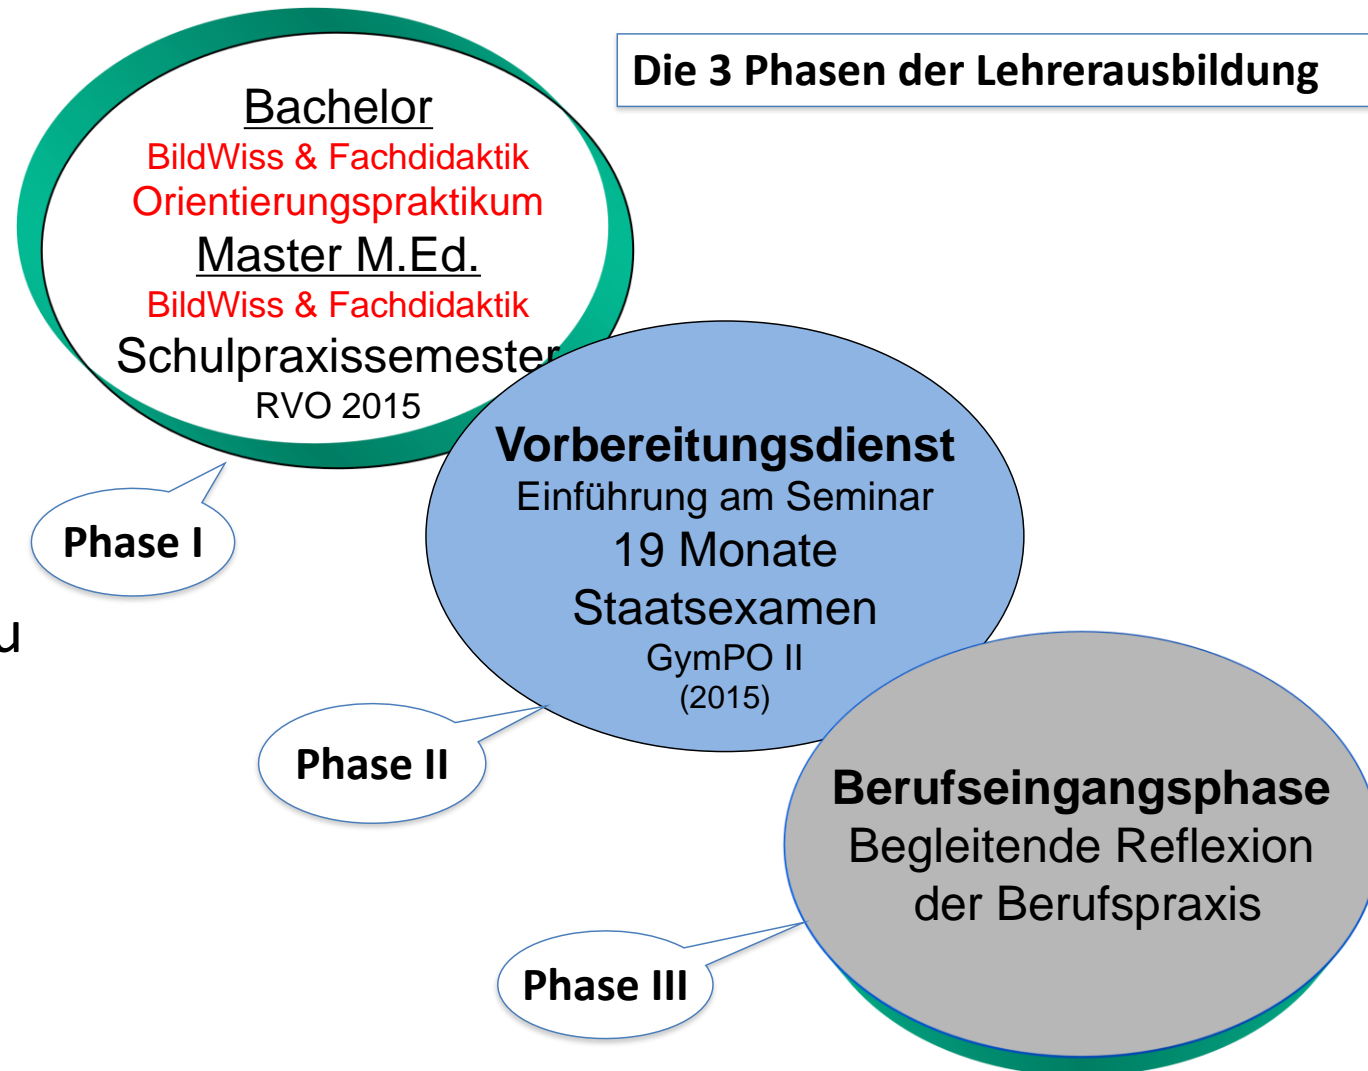 Die 3 Phasen der Lehrerausbildung
Bachelor
BildWiss & Fachdidaktik
Orientierungspraktikum
Master M.Ed.
BildWiss & Fachdidaktik
Schulpraxissemester
RVO 2015
Phase I
u
Vorbereitungsdienst
Einführung am Seminar
19 Monate
Staatsexamen
GymPO II
(2015)
Phase II
Berufseingangsphase
Begleitende Reflexion
der Berufspraxis
Phase III